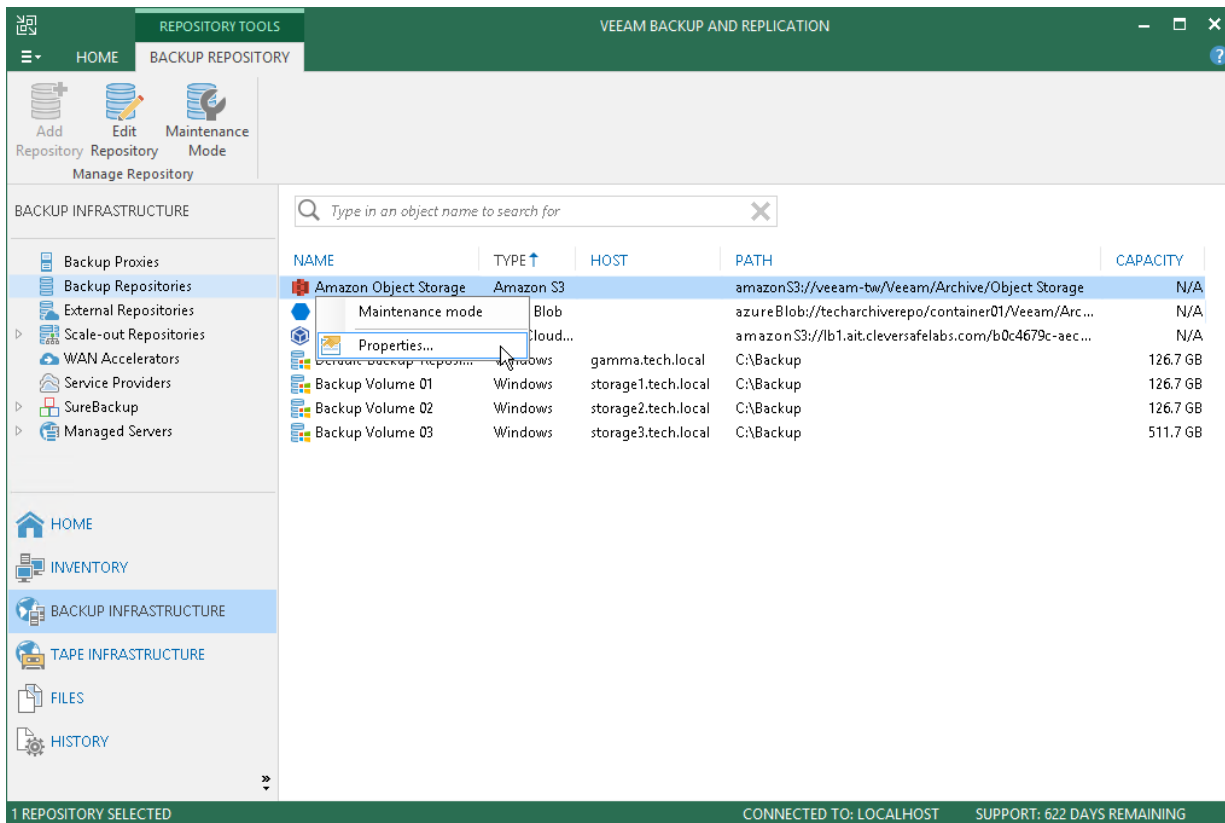 REPOSITORY TOOLS
VEEAM BACKUP AND REPLICATION
HOME
BACKUP REPOSITORY
Add Repository
Edit Repository
Maintenance Mode
Manage Repository
BACKUP INFRASTRUCTURE
Backup Proxies
Backup Repositories
External Repositories
Scale-out Repositories
WAN Accelerators
Service Providers
SureBackup
Managed Servers
HOME
INVENTORY
BACKUP INFRASTRUCTURE
TAPE INFRASTRUCTURE
FILES
HISTORY
Type in an object name to search for
NAME TYPE HOST PATH CAPACITY
Amazon Object Storage Amazon S3 amazonS3://veeam-tw/Veeam/Archive/Object Storage N/A
Blob azureBlob://techarchiverepo/container01/Veeam/Arc... N/A
Cloud... amazonS3://lb1.ait.cleversafelabs.com/b0c4679c-aec... N/A
Default Backup Reposi... Windows gamma.tech.local C:\Backup 126.7 GB
Backup Volume 01 Windows storage1.tech.local C:\Backup 126.7 GB
Backup Volume 02 Windows storage2.tech.local C:\Backup 126.7 GB
Backup Volume 03 Windows storage3.tech.local C:\Backup 511.7 GB
Maintenance mode
Properties...
1 REPOSITORY SELECTED
CONNECTED TO: LOCALHOST
SUPPORT: 622 DAYS REMAINING